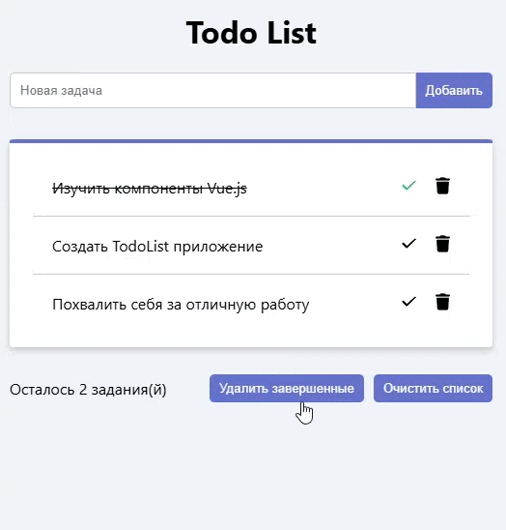 Todo List
Новая задача
Добавить
Изучить компоненты Vue.js
Создать TodoList приложение
Похвалить себя за отличную работу
Осталось 2 задания(й)
Удалить завершенные
Очистить список